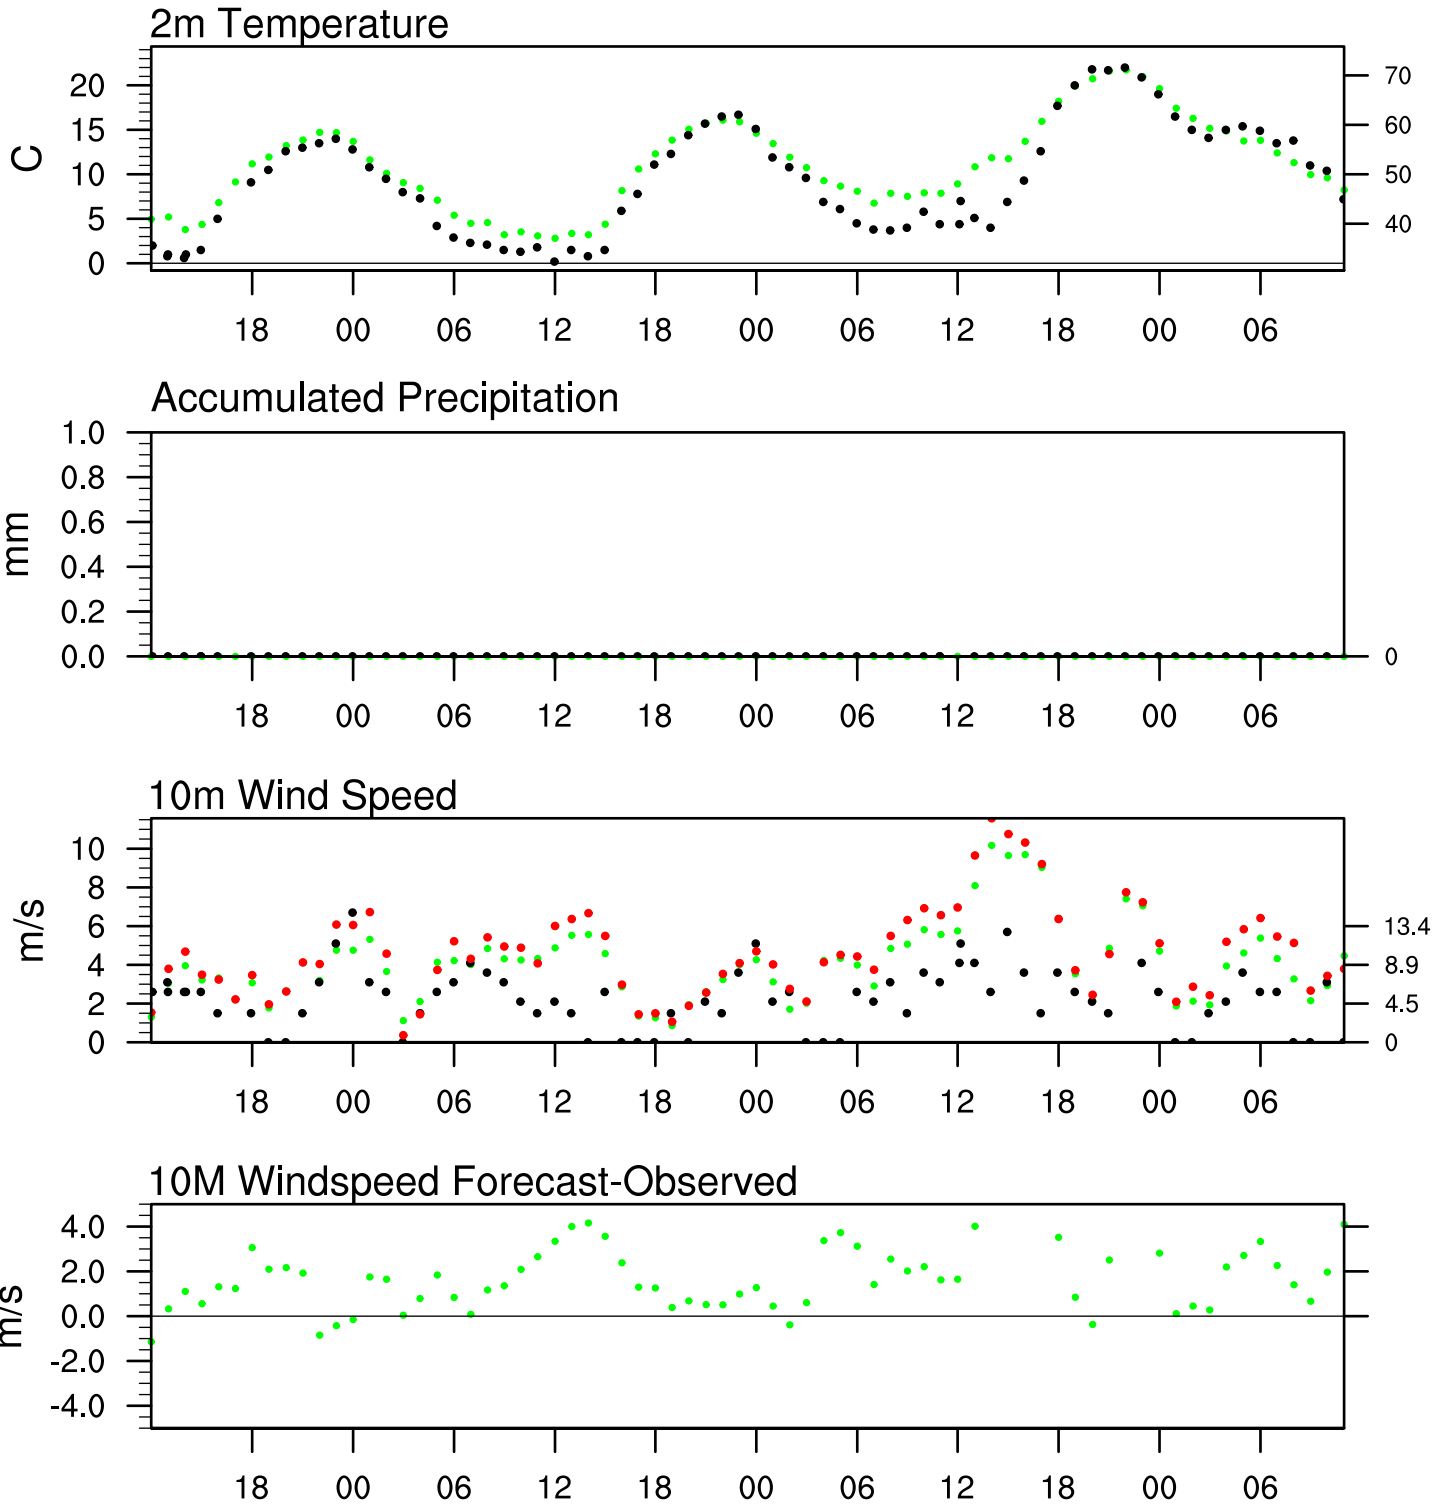 2m Temperature
C
20
15
10
5
0
70
60
50
40
18 00 06 12 18 00 06 12 18 00 06
Accumulated Precipitation
mm
1.0
0.8
0.6
0.4
0.2
0.0
0
18 00 06 12 18 00 06 12 18 00 06
10m Wind Speed
m/s
10
8
6
4
2
0
13.4
8.9
4.5
0
18 00 06 12 18 00 06 12 18 00 06
10M Windspeed Forecast-Observed
m/s
4.0
2.0
0.0
-2.0
-4.0
18 00 06 12 18 00 06 12 18 00 06